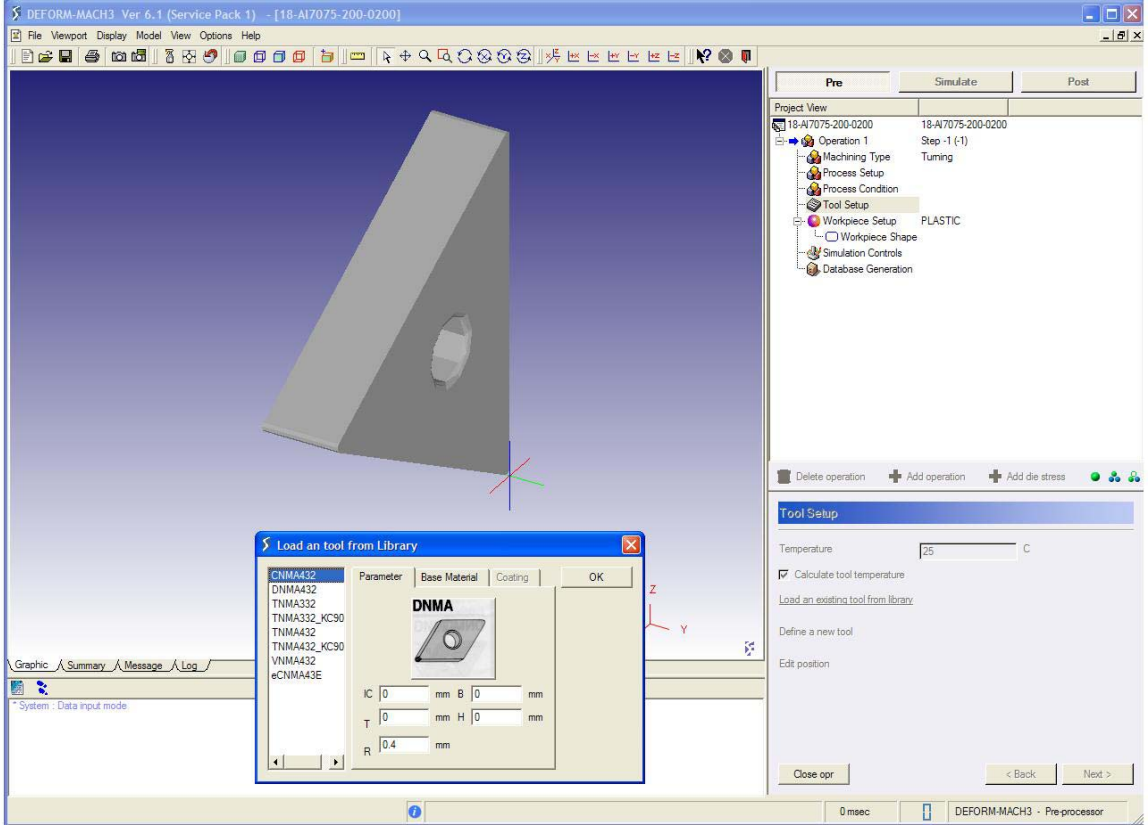 DEFORM-MACH3 Ver 6.1 (Service Pack 1) - [18-Al7075-200-0200]
File Viewport Display Model View Options Help
Pre Simulate Post
Project View
18-Al7075-200-0200 18-Al7075-200-0200
Operation 1 Step -1 (-1)
Machining Type Turning
Process Setup
Process Condition
Tool Setup
Workpiece Setup PLASTIC
Workpiece Shape
Simulation Controls
Database Generation
Delete operation Add operation Add die stress
Tool Setup
Temperature 25 C
Calculate tool temperature
Load an existing tool from library
Define a new tool
Edit position
Close opr < Back Next >
Z
Y
Load an tool from Library
CNMA432
DNMA432
TNMA332
TNMA332_KC90
TNMA432
TNMA432_KC90
VNMA432
eCNMA43E
Parameter Base Material Coating OK
DNMA
IC 0 mm B 0 mm
T 0 mm H 0 mm
R 0.4 mm
Graphic Summary Message Log
* System : Data input mode
0 msec DEFORM-MACH3 - Pre-processor